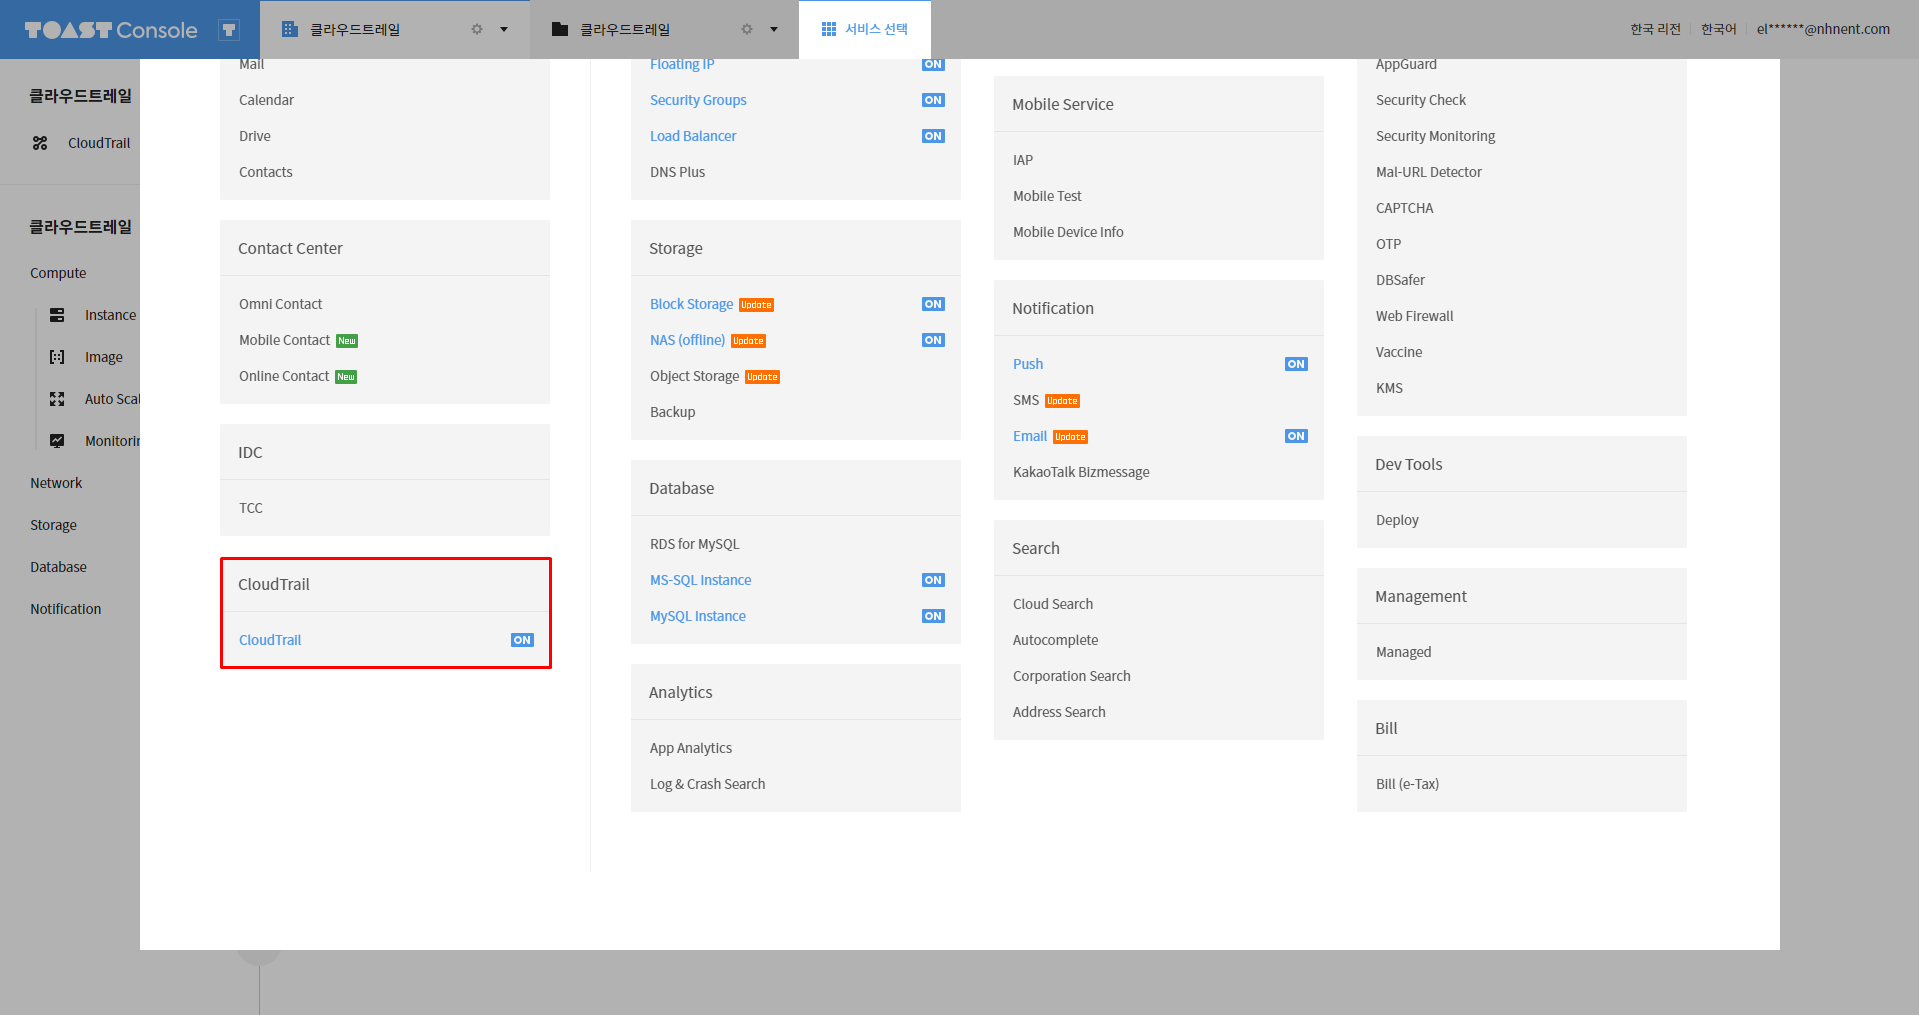 TOAST Console
클라우드트레일
클라우드트레일
서비스 선택
한국 리전
한국어
el******@nhnent.com
클라우드트레일
CloudTrail
클라우드트레일
Compute
Instance
Image
Auto Scal
Monitorin
Network
Storage
Database
Notification
Mail
Calendar
Drive
Contacts
Contact Center
Omni Contact
Mobile Contact New
Online Contact New
IDC
TCC
CloudTrail
CloudTrail ON
Floating IP ON
Security Groups ON
Load Balancer ON
DNS Plus
Storage
Block Storage Update ON
NAS (offline) Update ON
Object Storage Update
Backup
Database
RDS for MySQL
MS-SQL Instance ON
MySQL Instance ON
Analytics
App Analytics
Log & Crash Search
Mobile Service
IAP
Mobile Test
Mobile Device Info
Notification
Push ON
SMS Update
Email Update ON
KakaoTalk Bizmessage
Search
Cloud Search
Autocomplete
Corporation Search
Address Search
AppGuard
Security Check
Security Monitoring
Mal-URL Detector
CAPTCHA
OTP
DBSafer
Web Firewall
Vaccine
KMS
Dev Tools
Deploy
Management
Managed
Bill
Bill (e-Tax)